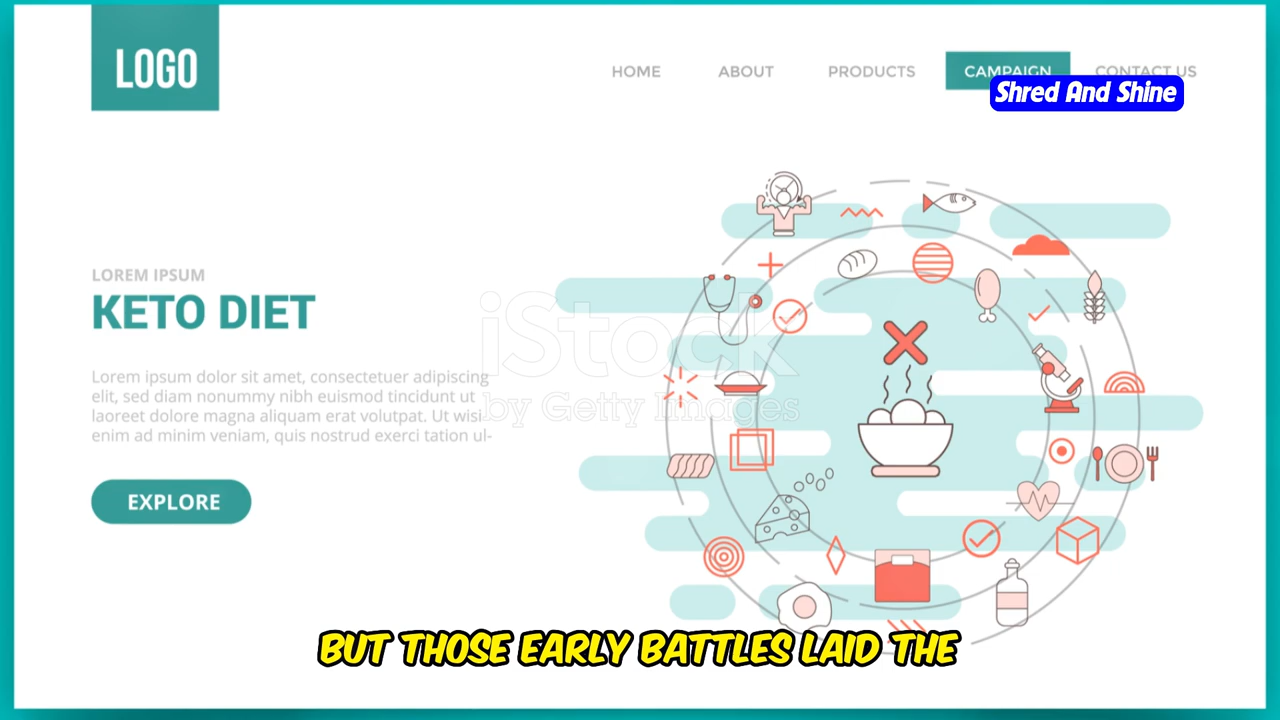 LOGO
HOME ABOUT PRODUCTS CAMPAIGN CONTACT US
Shred And Shine
LOREM IPSUM
KETO DIET
Lorem ipsum dolor sit amet, consectetuer adipiscing
elit, sed diam nonummy nibh euismod tincidunt ut
laoreet dolore magna aliquam erat volutpat. Ut wisi
enim ad minim veniam, quis nostrud exerci tation ul-
iStock
by Getty Images
EXPLORE
BUT THOSE EARLY BATTLES LAID THE